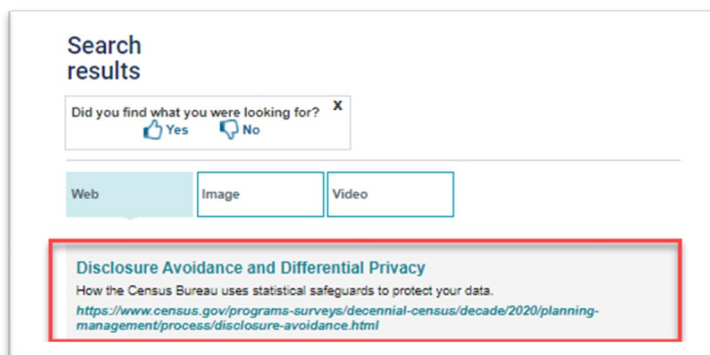 Search
results
Did you find what you were looking for? X
Yes No
Web Image Video
Disclosure Avoidance and Differential Privacy
How the Census Bureau uses statistical safeguards to protect your data.
https://www.census.gov/programs-surveys/decennial-census/decade/2020/planning-
management/process/disclosure-avoidance.html